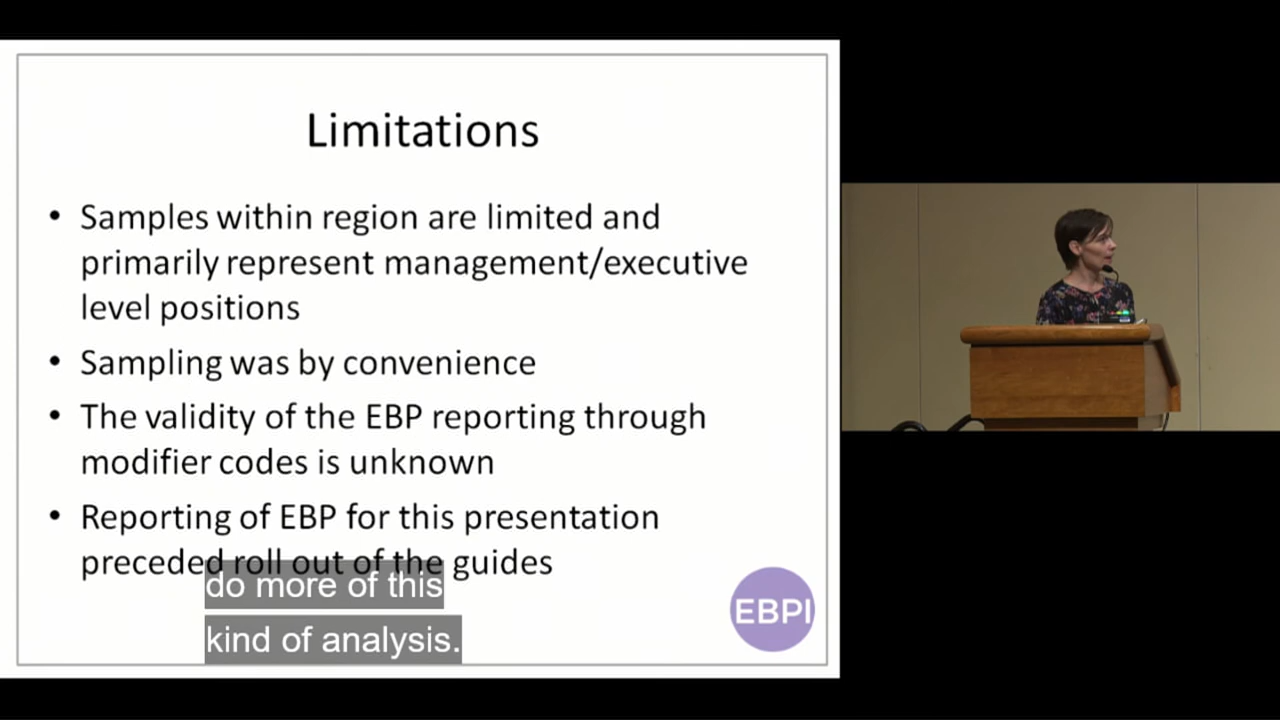 Limitations
• Samples within region are limited and
primarily represent management/executive
level positions
• Sampling was by convenience
• The validity of the EBP reporting through
modifier codes is unknown
• Reporting of EBP for this presentation
preceded roll out of the guides
do more of this
kind of analysis.
EBPI